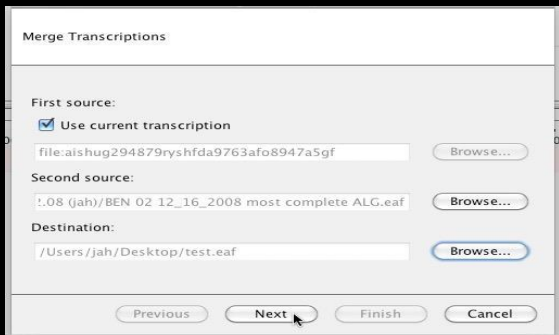 Merge Transcriptions
First source:
Use current transcription
file:aishug294879ryshfda9763afo8947a5gf
Browse...
Second source:
!.08 (jah)/BEN 02 12_16_2008 most complete ALG.eaf
Browse...
Destination:
/Users/jah/Desktop/test.eaf
Browse...
Previous Next Finish Cancel